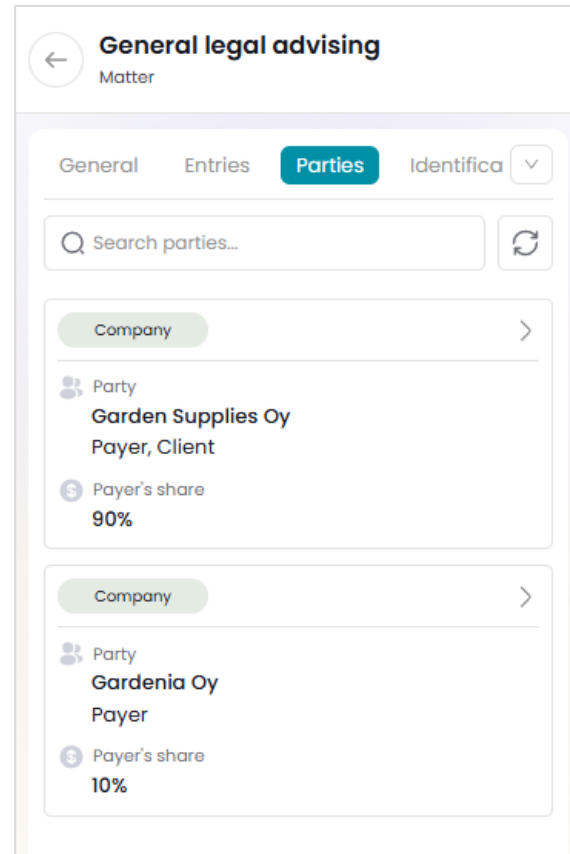 General legal advising
Matter
General Entries Parties Identifica
Search parties...
Company
Party
Garden Supplies Oy
Payer, Client
Payer's share
90%
Company
Party
Gardenia Oy
Payer
Payer's share
10%